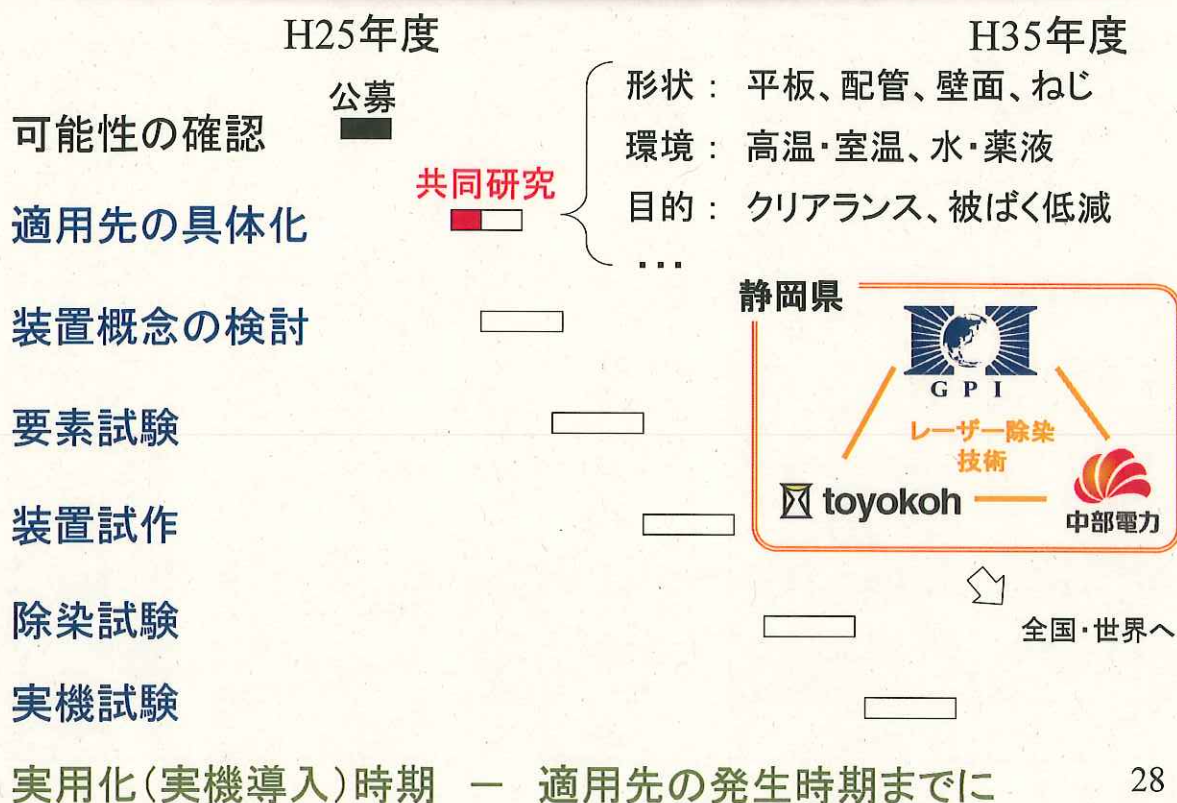 H25年度
H35年度
可能性の確認
公募
形状： 平板、配管、壁面、ねじ
環境： 高温・室温、水・薬液
共同研究
適用先の具体化
目的： クリアランス、被ばく低減
…
装置概念の検討
静岡県
GPI
要素試験
レーザー除染
技術
toyokoh
中部電力
装置試作
除染試験
全国・世界へ
実機試験
実用化(実機導入)時期 － 適用先の発生時期までに
28